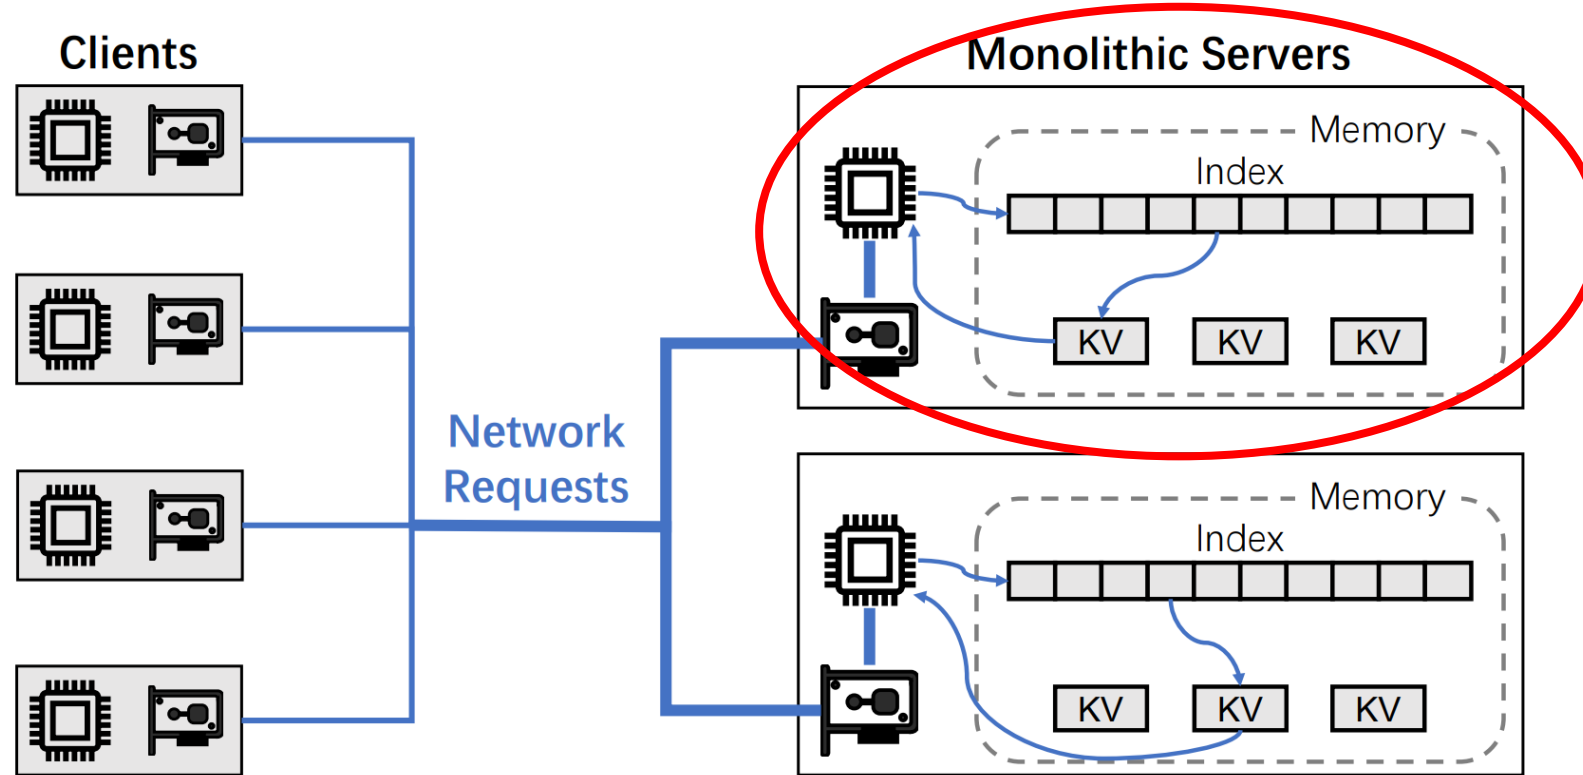 Clients
Monolithic Servers
Memory
Index
KV
KV
KV
Network
Requests
Memory
Index
KV
KV
KV